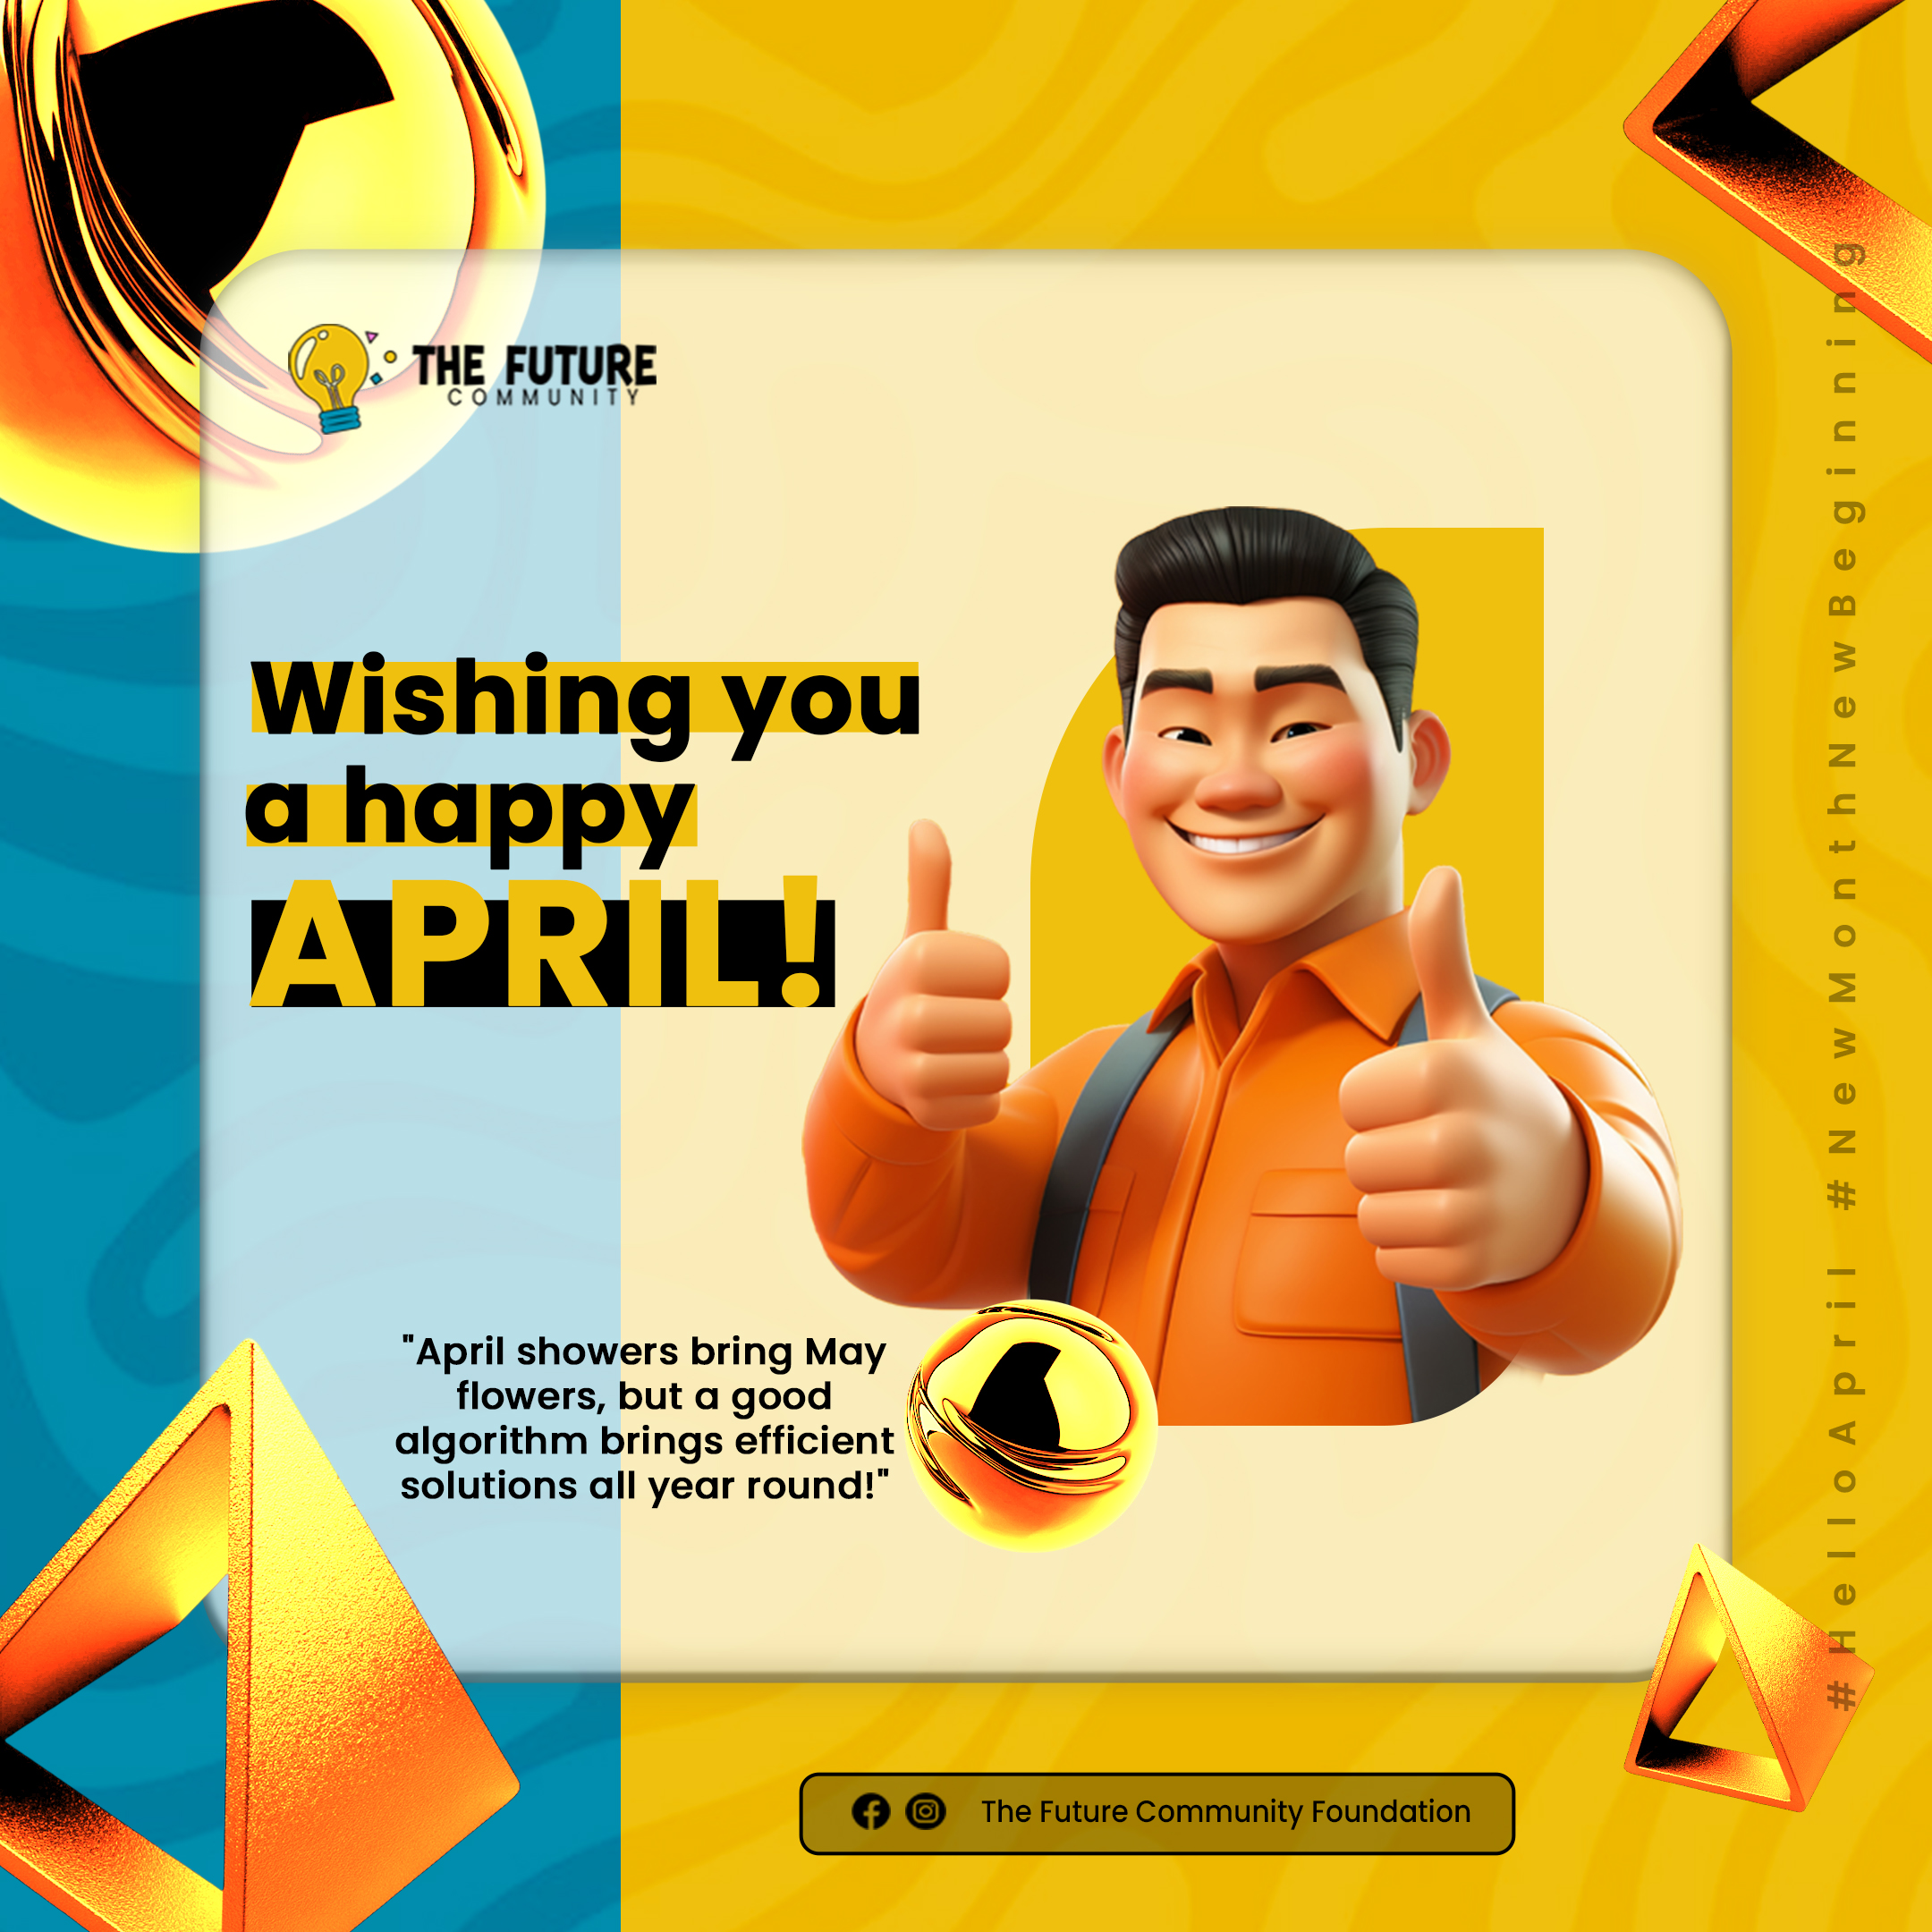 THE FUTURE
COMMUNITY
Wishing you
a happy
APRIL!
"April showers bring May
flowers, but a good
algorithm brings efficient
solutions all year round!"
#HelloApril #NewMonthNewBeginning
The Future Community Foundation